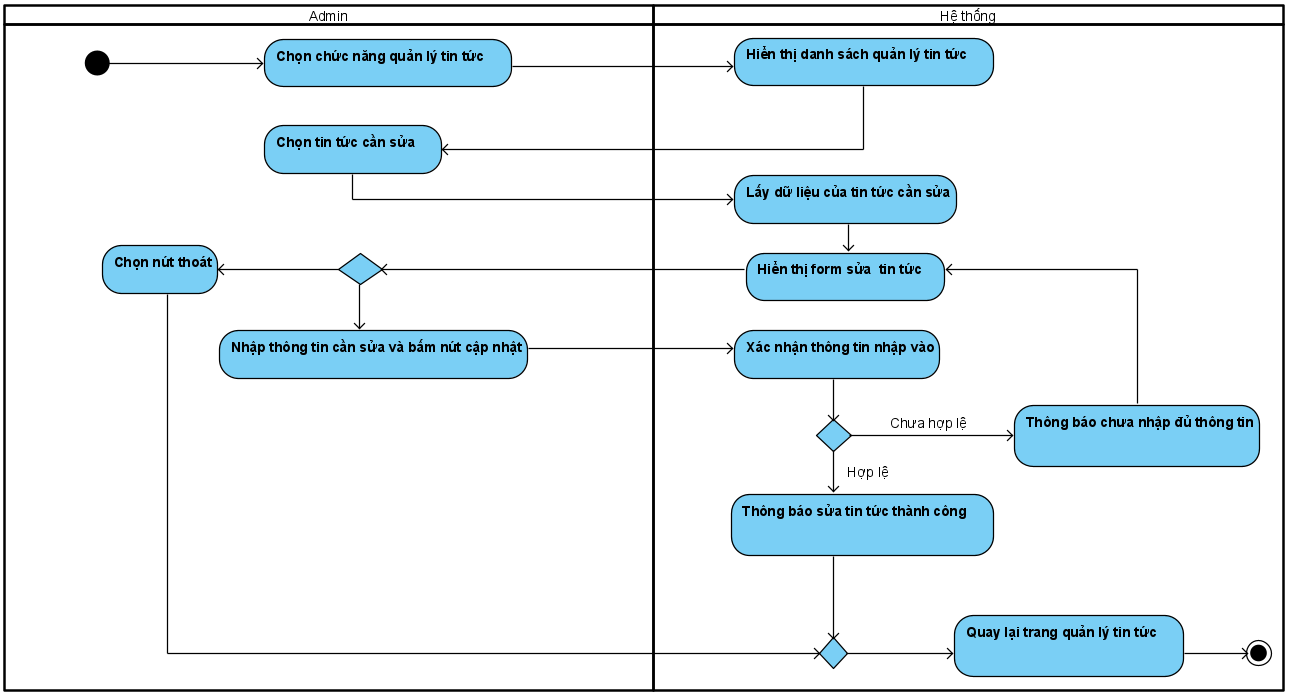 Admin
Hệ thống
Chọn chức năng quản lý tin tức
Hiển thị danh sách quản lý tin tức
Chọn tin tức cần sửa
Lấy dữ liệu của tin tức cần sửa
Chọn nút thoát
Hiển thị form sửa  tin tức
Nhập thông tin cần sửa và bấm nút cập nhật
Xác nhận thông tin nhập vào
Chưa hợp lệ
Thông báo chưa nhập đủ thông tin
Hợp lệ
Thông báo sửa tin tức thành công
Quay lại trang quản lý tin tức